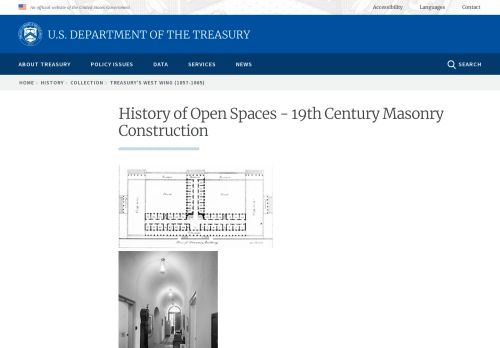 An official website of the United States Government
Accessibility Languages Contact
U.S. DEPARTMENT OF THE TREASURY
ABOUT TREASURY POLICY ISSUES DATA SERVICES NEWS SEARCH
HOME › HISTORY › COLLECTION › TREASURY'S WEST WING (1857-1865)
History of Open Spaces - 19th Century Masonry
Construction